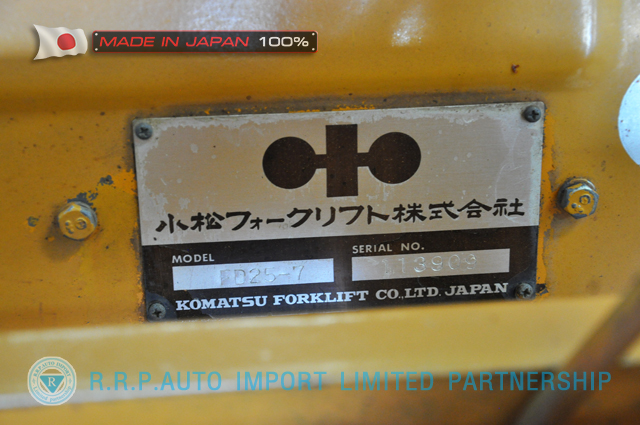 MADE IN JAPAN 100%
小松フォークリフト株式会社
MODEL
FD25-7
SERIAL NO.
KOMATSU FORKLIFT CO.,LTD. JAPAN
R.R.P.AUTO IMPORT LIMITED PARTNERSHIP